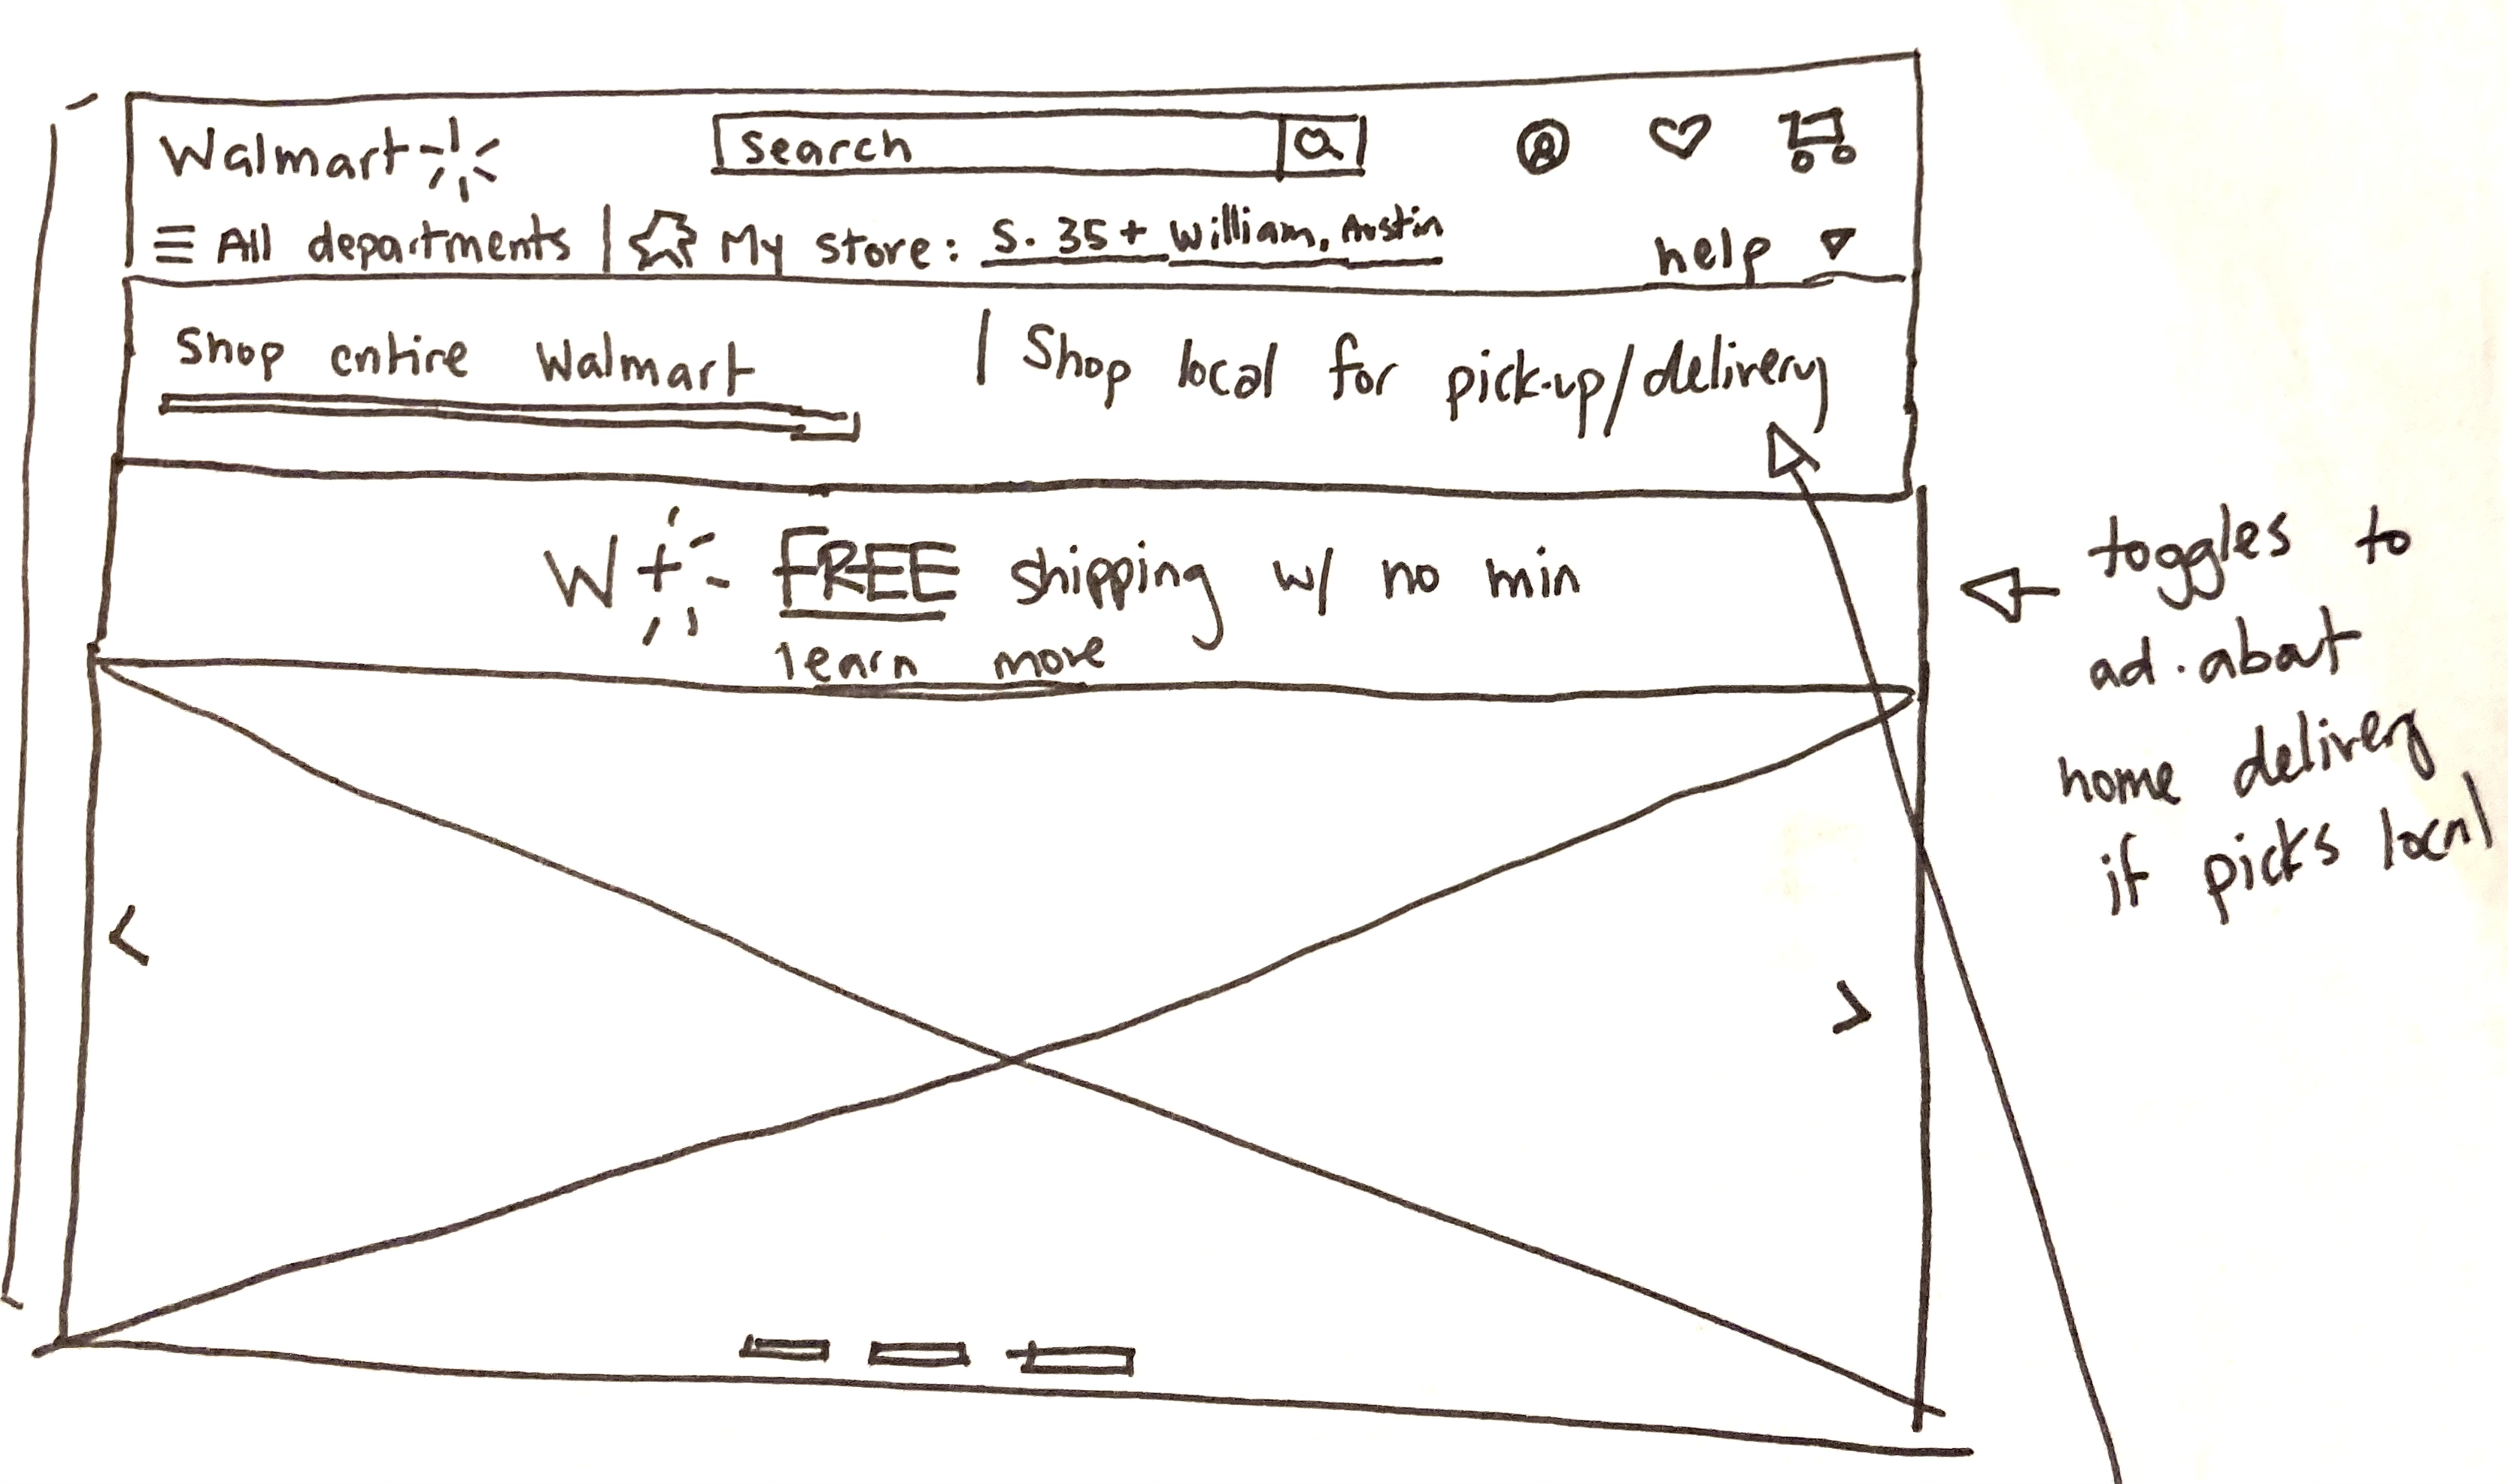 Walmart
search
≡ All departments | My store: S. 35 + William, Austin
help ▽
Shop entire Walmart | Shop local for pick-up/delivery
W+ FREE shipping w/ no min
learn more
toggles to
ad. about
home delivery
if picks local
<
>